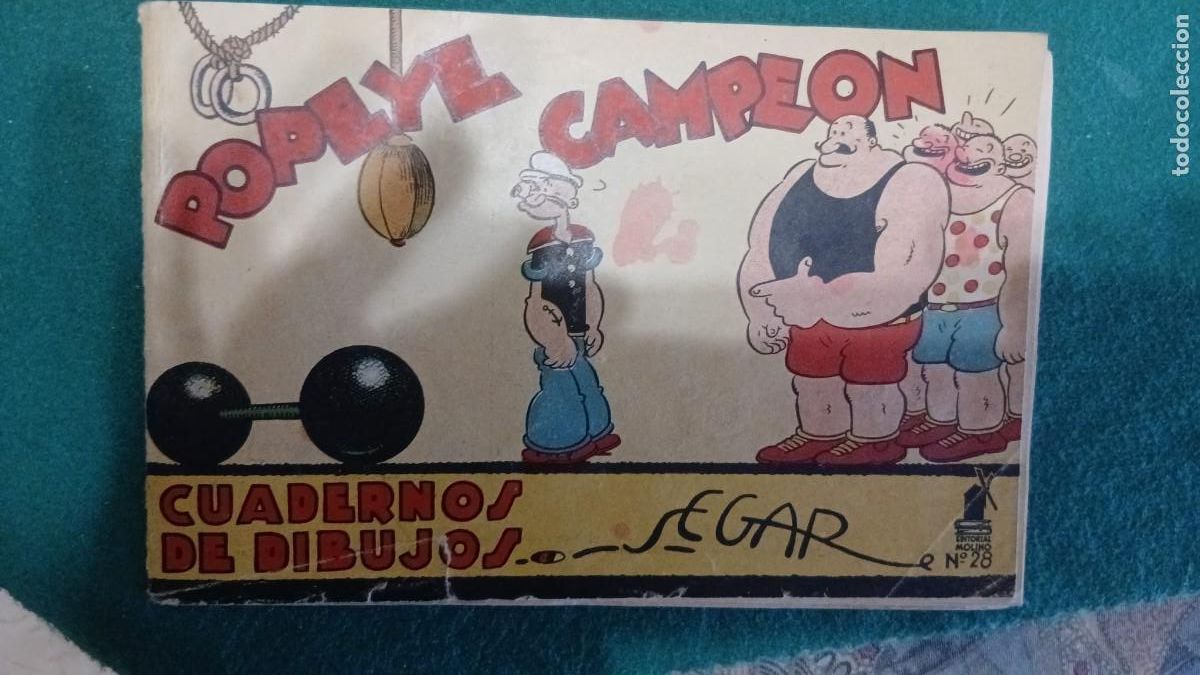 POPEYE CAMPEON
CUADERNOS
DE DIBUJOS
SEGAR
EDITORIAL
MOLINO
Nº 28
todocoleccion